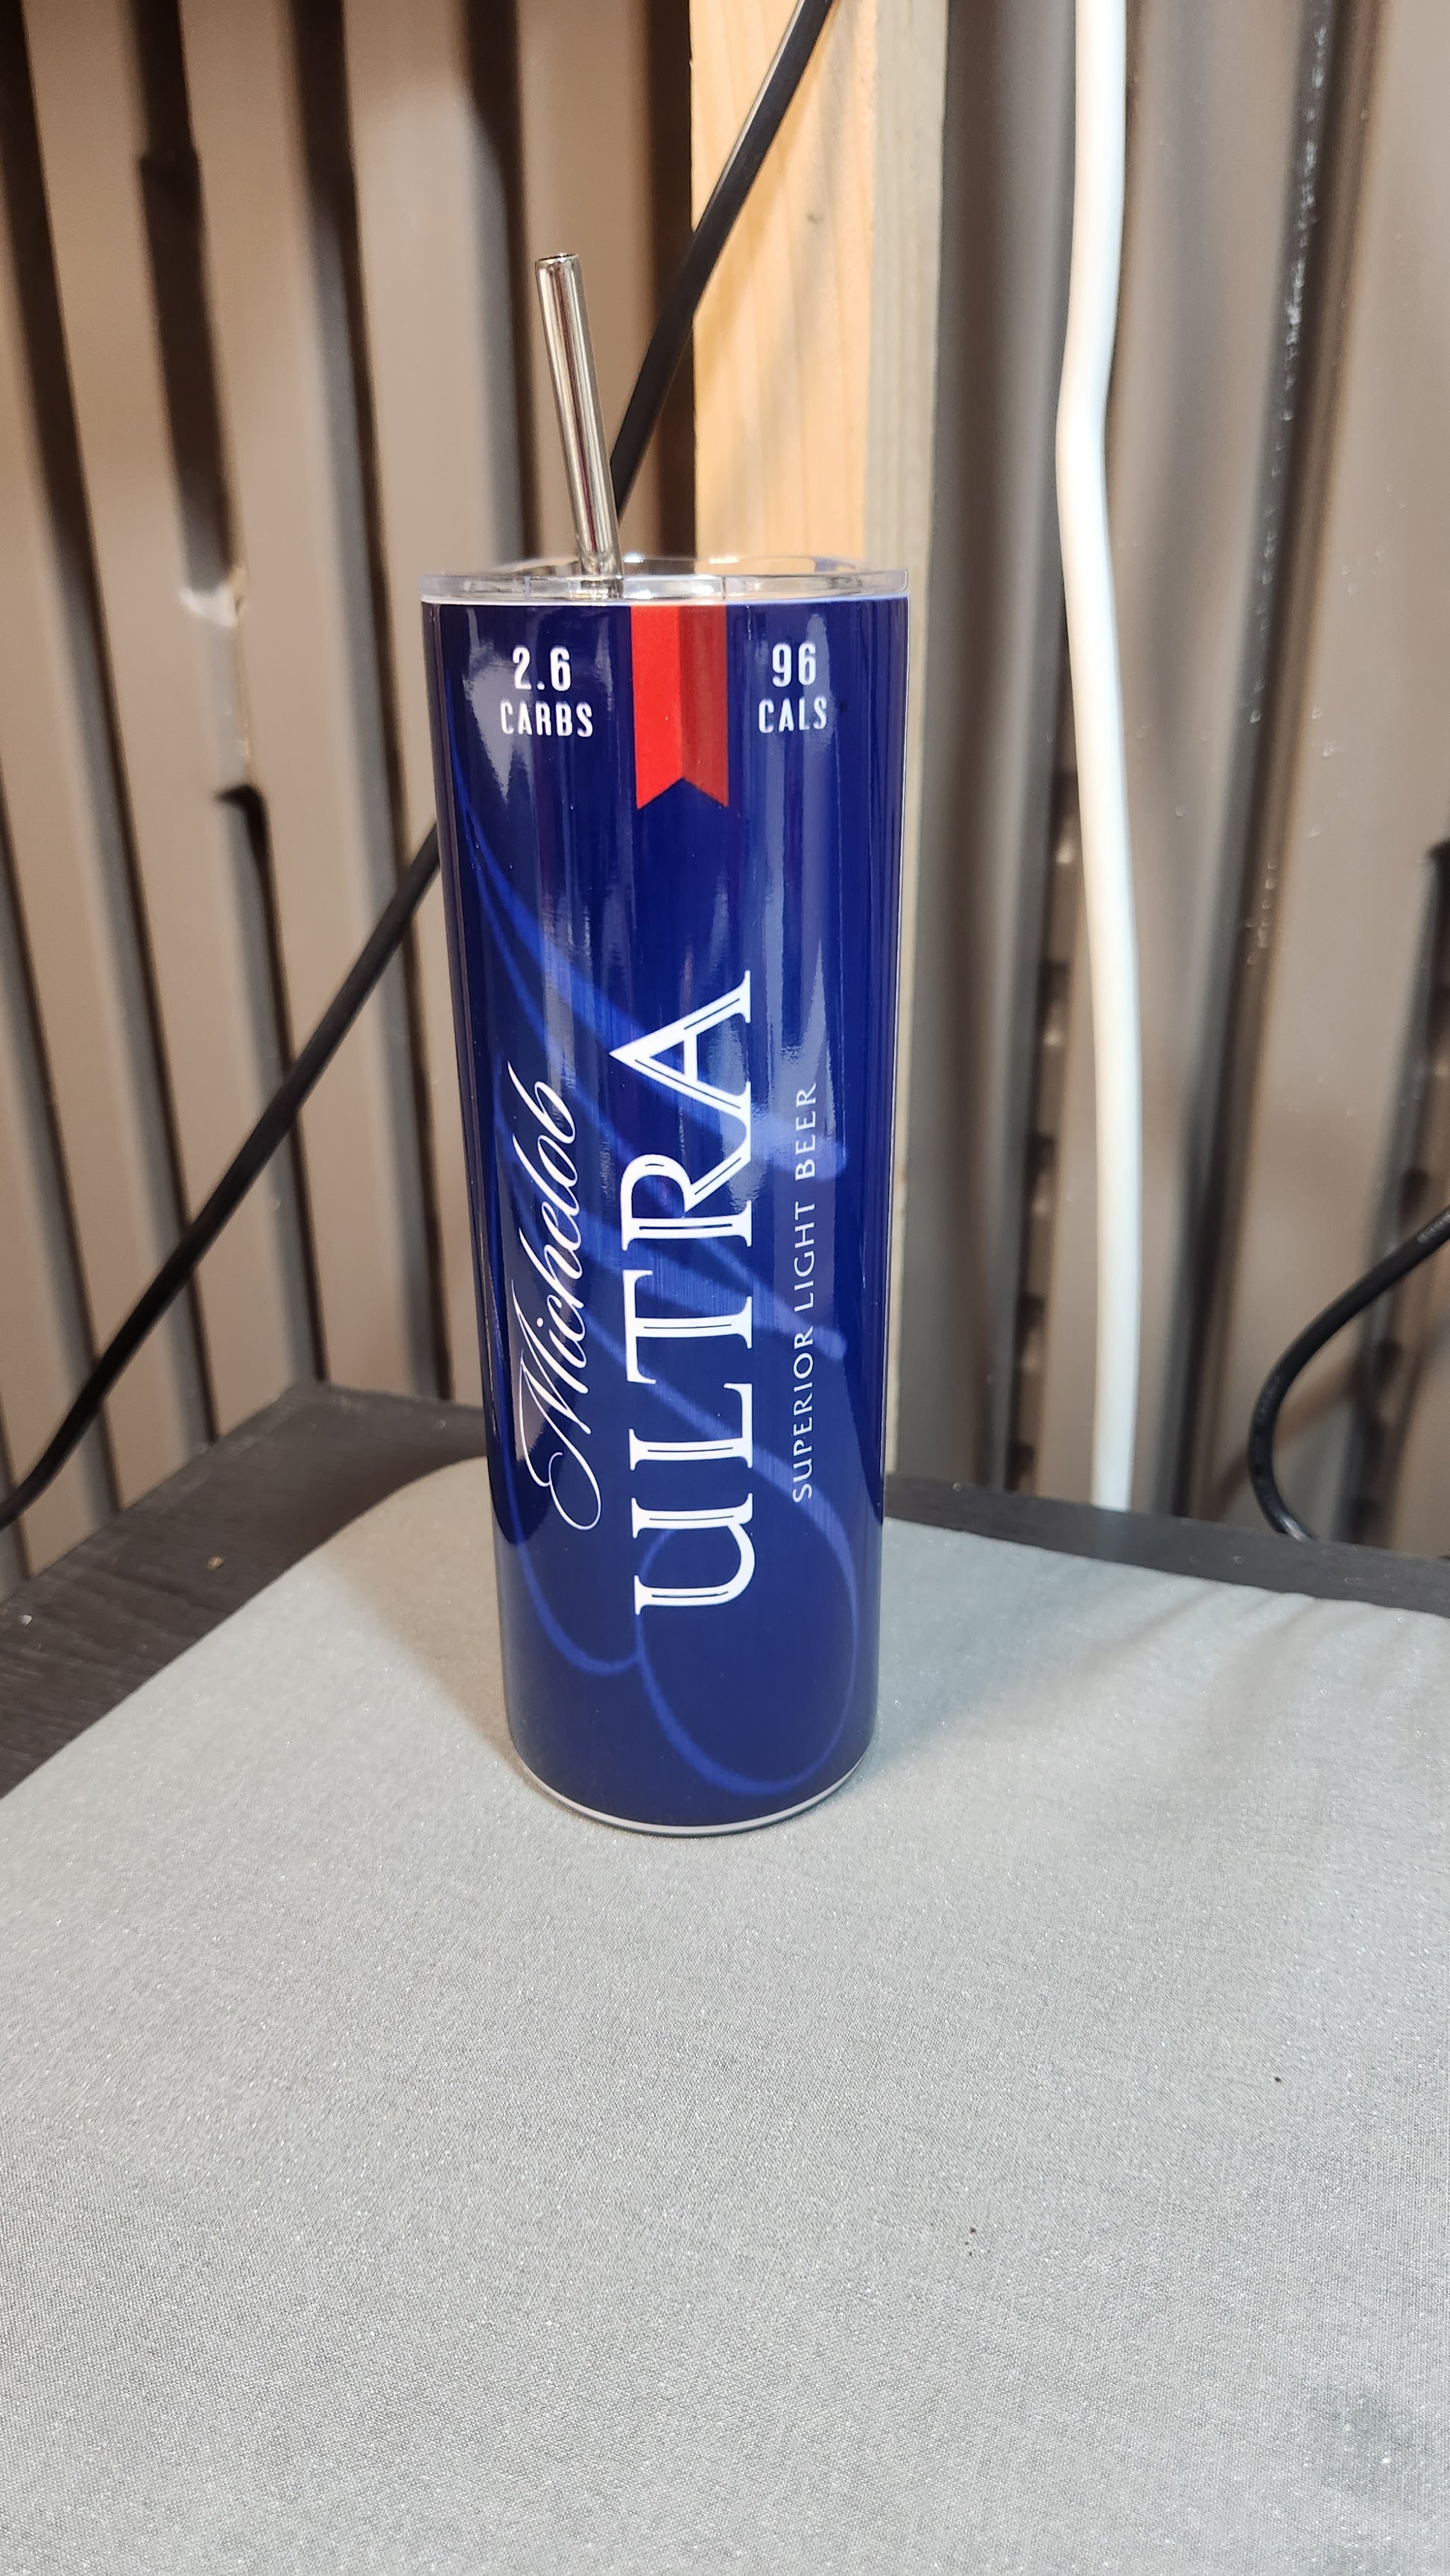 2.6
CARBS
96
CALS
Michelob
ULTRA
SUPERIOR LIGHT BEER